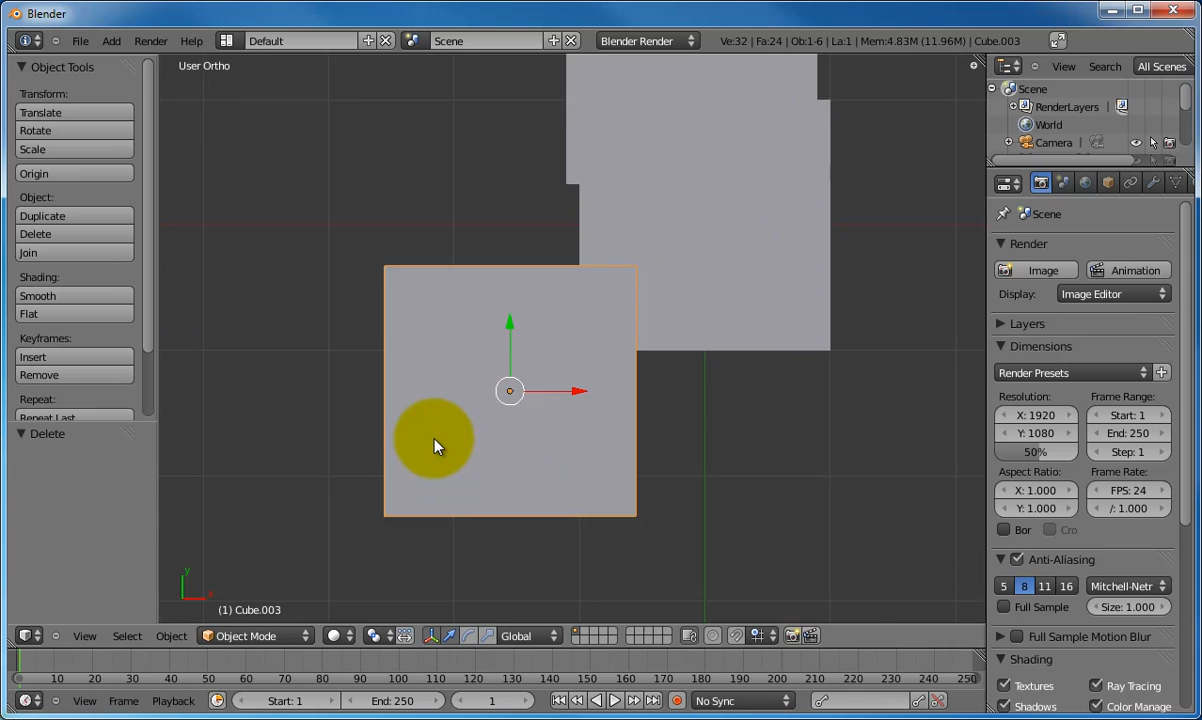 Blender
File Add Render Help Default Scene Blender Render Ve:32 | Fa:24 | Ob:1-6 | La:1 | Mem:4.83M (11.96M) | Cube.003
Object Tools
Transform:
Translate
Rotate
Scale
Origin
Object:
Duplicate
Delete
Join
Shading:
Smooth
Flat
Keyframes:
Insert
Remove
Repeat:
Repeat Last
Delete
User Ortho
y
x
(1) Cube.003
View Select Object Object Mode Global
View Search All Scenes
Scene
RenderLayers
World
Camera
Scene
Render
Image Animation
Display: Image Editor
Layers
Dimensions
Render Presets
Resolution: Frame Range:
X: 1920 Start: 1
Y: 1080 End: 250
50% Step: 1
Aspect Ratio: Frame Rate:
X: 1.000 FPS: 24
Y: 1.000 /: 1.000
Bor Cro
Anti-Aliasing
5 8 11 16 Mitchell-Netr
Full Sample Size: 1.000
Full Sample Motion Blur
Shading
Textures Ray Tracing
Shadows Color Manage
10 20 30 40 50 60 70 80 90 100 110 120 130 140 150 160 170 180 190 200 210 220 230 240 250
View Frame Playback Start: 1 End: 250 1 No Sync